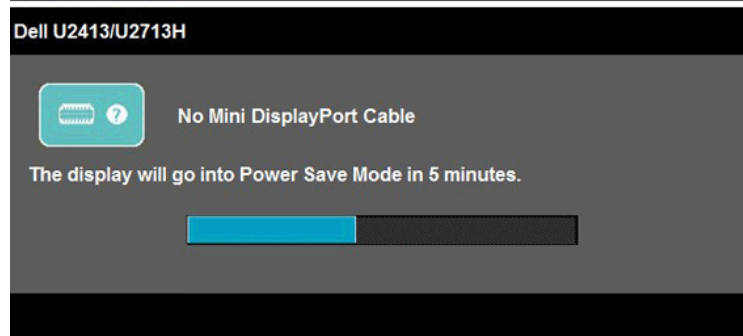 Dell U2413/U2713H
?
No Mini DisplayPort Cable
The display will go into Power Save Mode in 5 minutes.